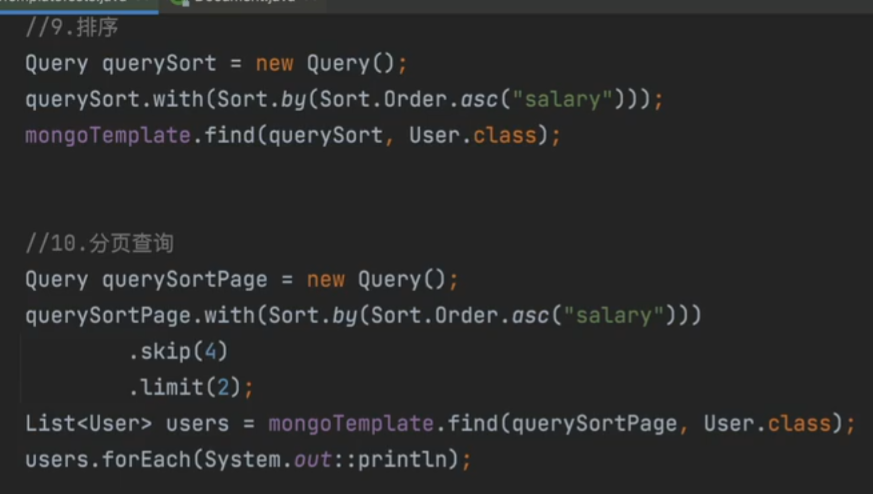 //9.排序
Query querySort = new Query();
querySort.with(Sort.by(Sort.Order.asc("salary")));
mongoTemplate.find(querySort, User.class);
//10.分页查询
Query querySortPage = new Query();
querySortPage.with(Sort.by(Sort.Order.asc("salary")))
.skip(4)
.limit(2);
List<User> users = mongoTemplate.find(querySortPage, User.class);
users.forEach(System.out::println);